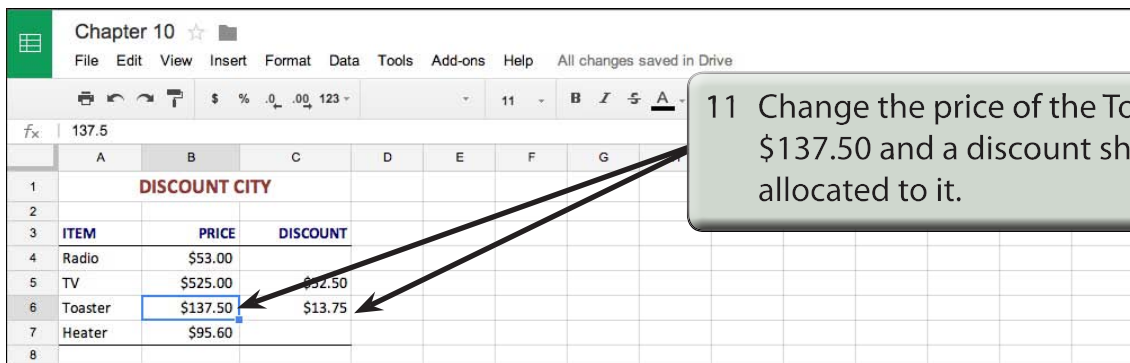 Chapter 10
File Edit View Insert Format Data Tools Add-ons Help All changes saved in Drive
$ % .0 .00 123 11 B I S A
fx 137.5
A B C D E F G
1 DISCOUNT CITY
2
3 ITEM PRICE DISCOUNT
4 Radio $53.00
5 TV $525.00 $52.50
6 Toaster $137.50 $13.75
7 Heater $95.60
8
11 Change the price of the
$137.50 and a discount
allocated to it.